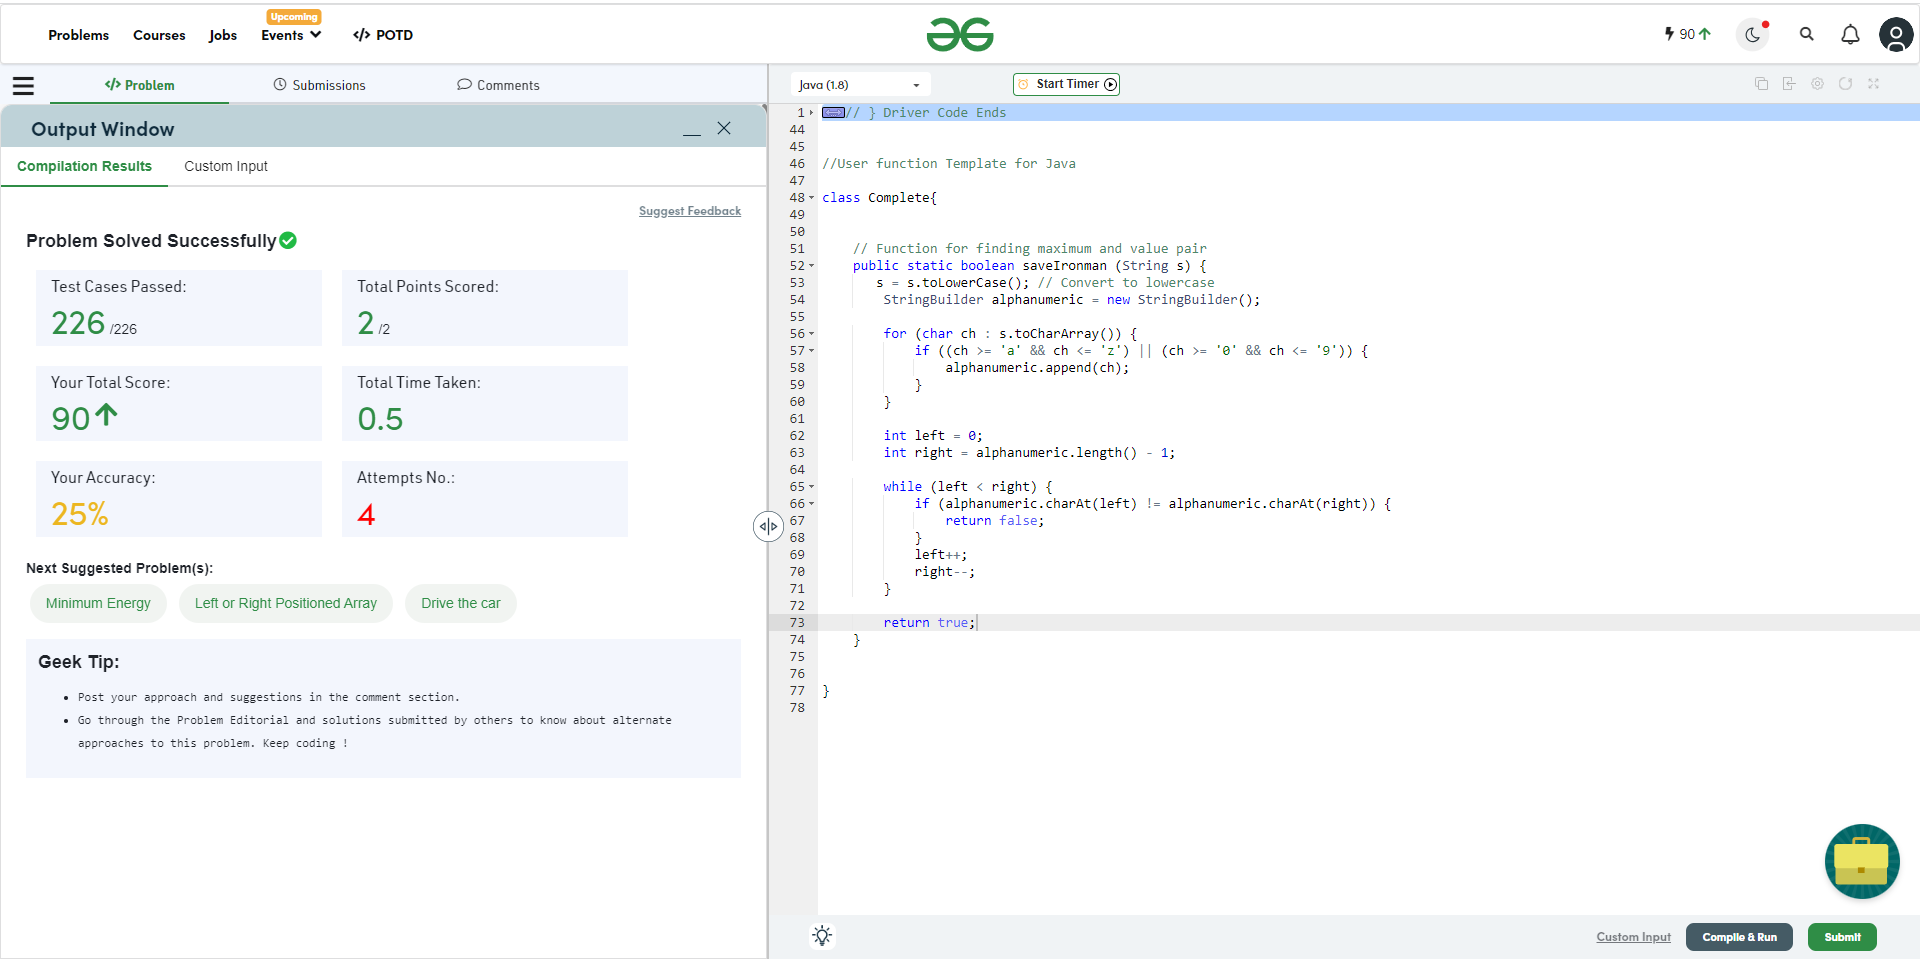 Problems Courses Jobs Upcoming Events </> POTD
90
</> Problem Submissions Comments
Java (1.8) Start Timer
Output Window
Compilation Results Custom Input
Suggest Feedback
Problem Solved Successfully
Test Cases Passed:
226 /226
Total Points Scored:
2 /2
Your Total Score:
90
Total Time Taken:
0.5
Your Accuracy:
25%
Attempts No.:
4
Next Suggested Problem(s):
Minimum Energy Left or Right Positioned Array Drive the car
Geek Tip:
• Post your approach and suggestions in the comment section.
• Go through the Problem Editorial and solutions submitted by others to know about alternate
approaches to this problem. Keep coding !
1 // } Driver Code Ends
44
45
46 //User function Template for Java
47
48 class Complete{
49
50
51 // Function for finding maximum and value pair
52 public static boolean saveIronman (String s) {
53 s = s.toLowerCase(); // Convert to lowercase
54 StringBuilder alphanumeric = new StringBuilder();
55
56 for (char ch : s.toCharArray()) {
57 if ((ch >= 'a' && ch <= 'z') || (ch >= '0' && ch <= '9')) {
58 alphanumeric.append(ch);
59 }
60 }
61
62 int left = 0;
63 int right = alphanumeric.length() - 1;
64
65 while (left < right) {
66 if (alphanumeric.charAt(left) != alphanumeric.charAt(right)) {
67 return false;
68 }
69 left++;
70 right--;
71 }
72
73 return true;
74 }
75
76
77 }
78
Custom Input Compile & Run Submit